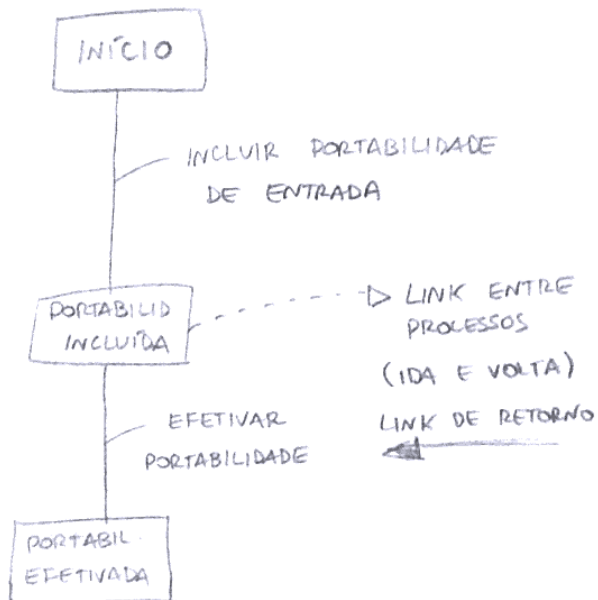 INÍCIO
INCLUIR PORTABILIDADE
DE ENTRADA
PORTABILID
INCLUÍDA
LINK ENTRE
PROCESSOS
(IDA E VOLTA)
LINK DE RETORNO
EFETIVAR
PORTABILIDADE
PORTABIL.
EFETIVADA